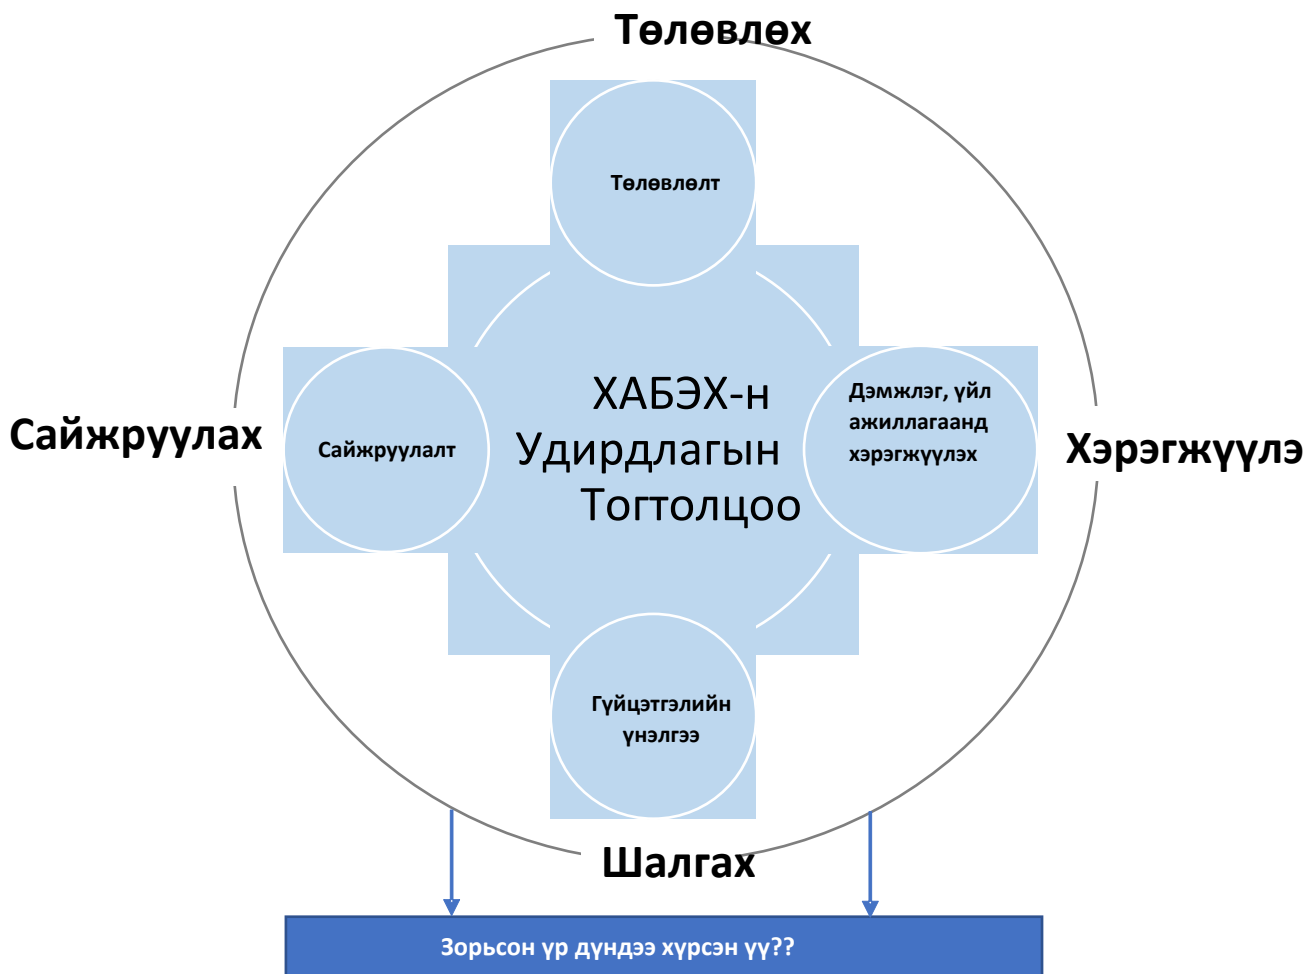 Төлөвлөх
Төлөвлөлт
ХАБЭХ-н
Удирдлагын
Тогтолцоо
Дэмжлэг, үйл
ажиллагаанд
хэрэгжүүлэх
Хэрэгжүүлэ
Сайжруулах
Сайжруулалт
Гүйцэтгэлийн
үнэлгээ
Шалгах
Зорьсон үр дүндээ хүрсэн үү??